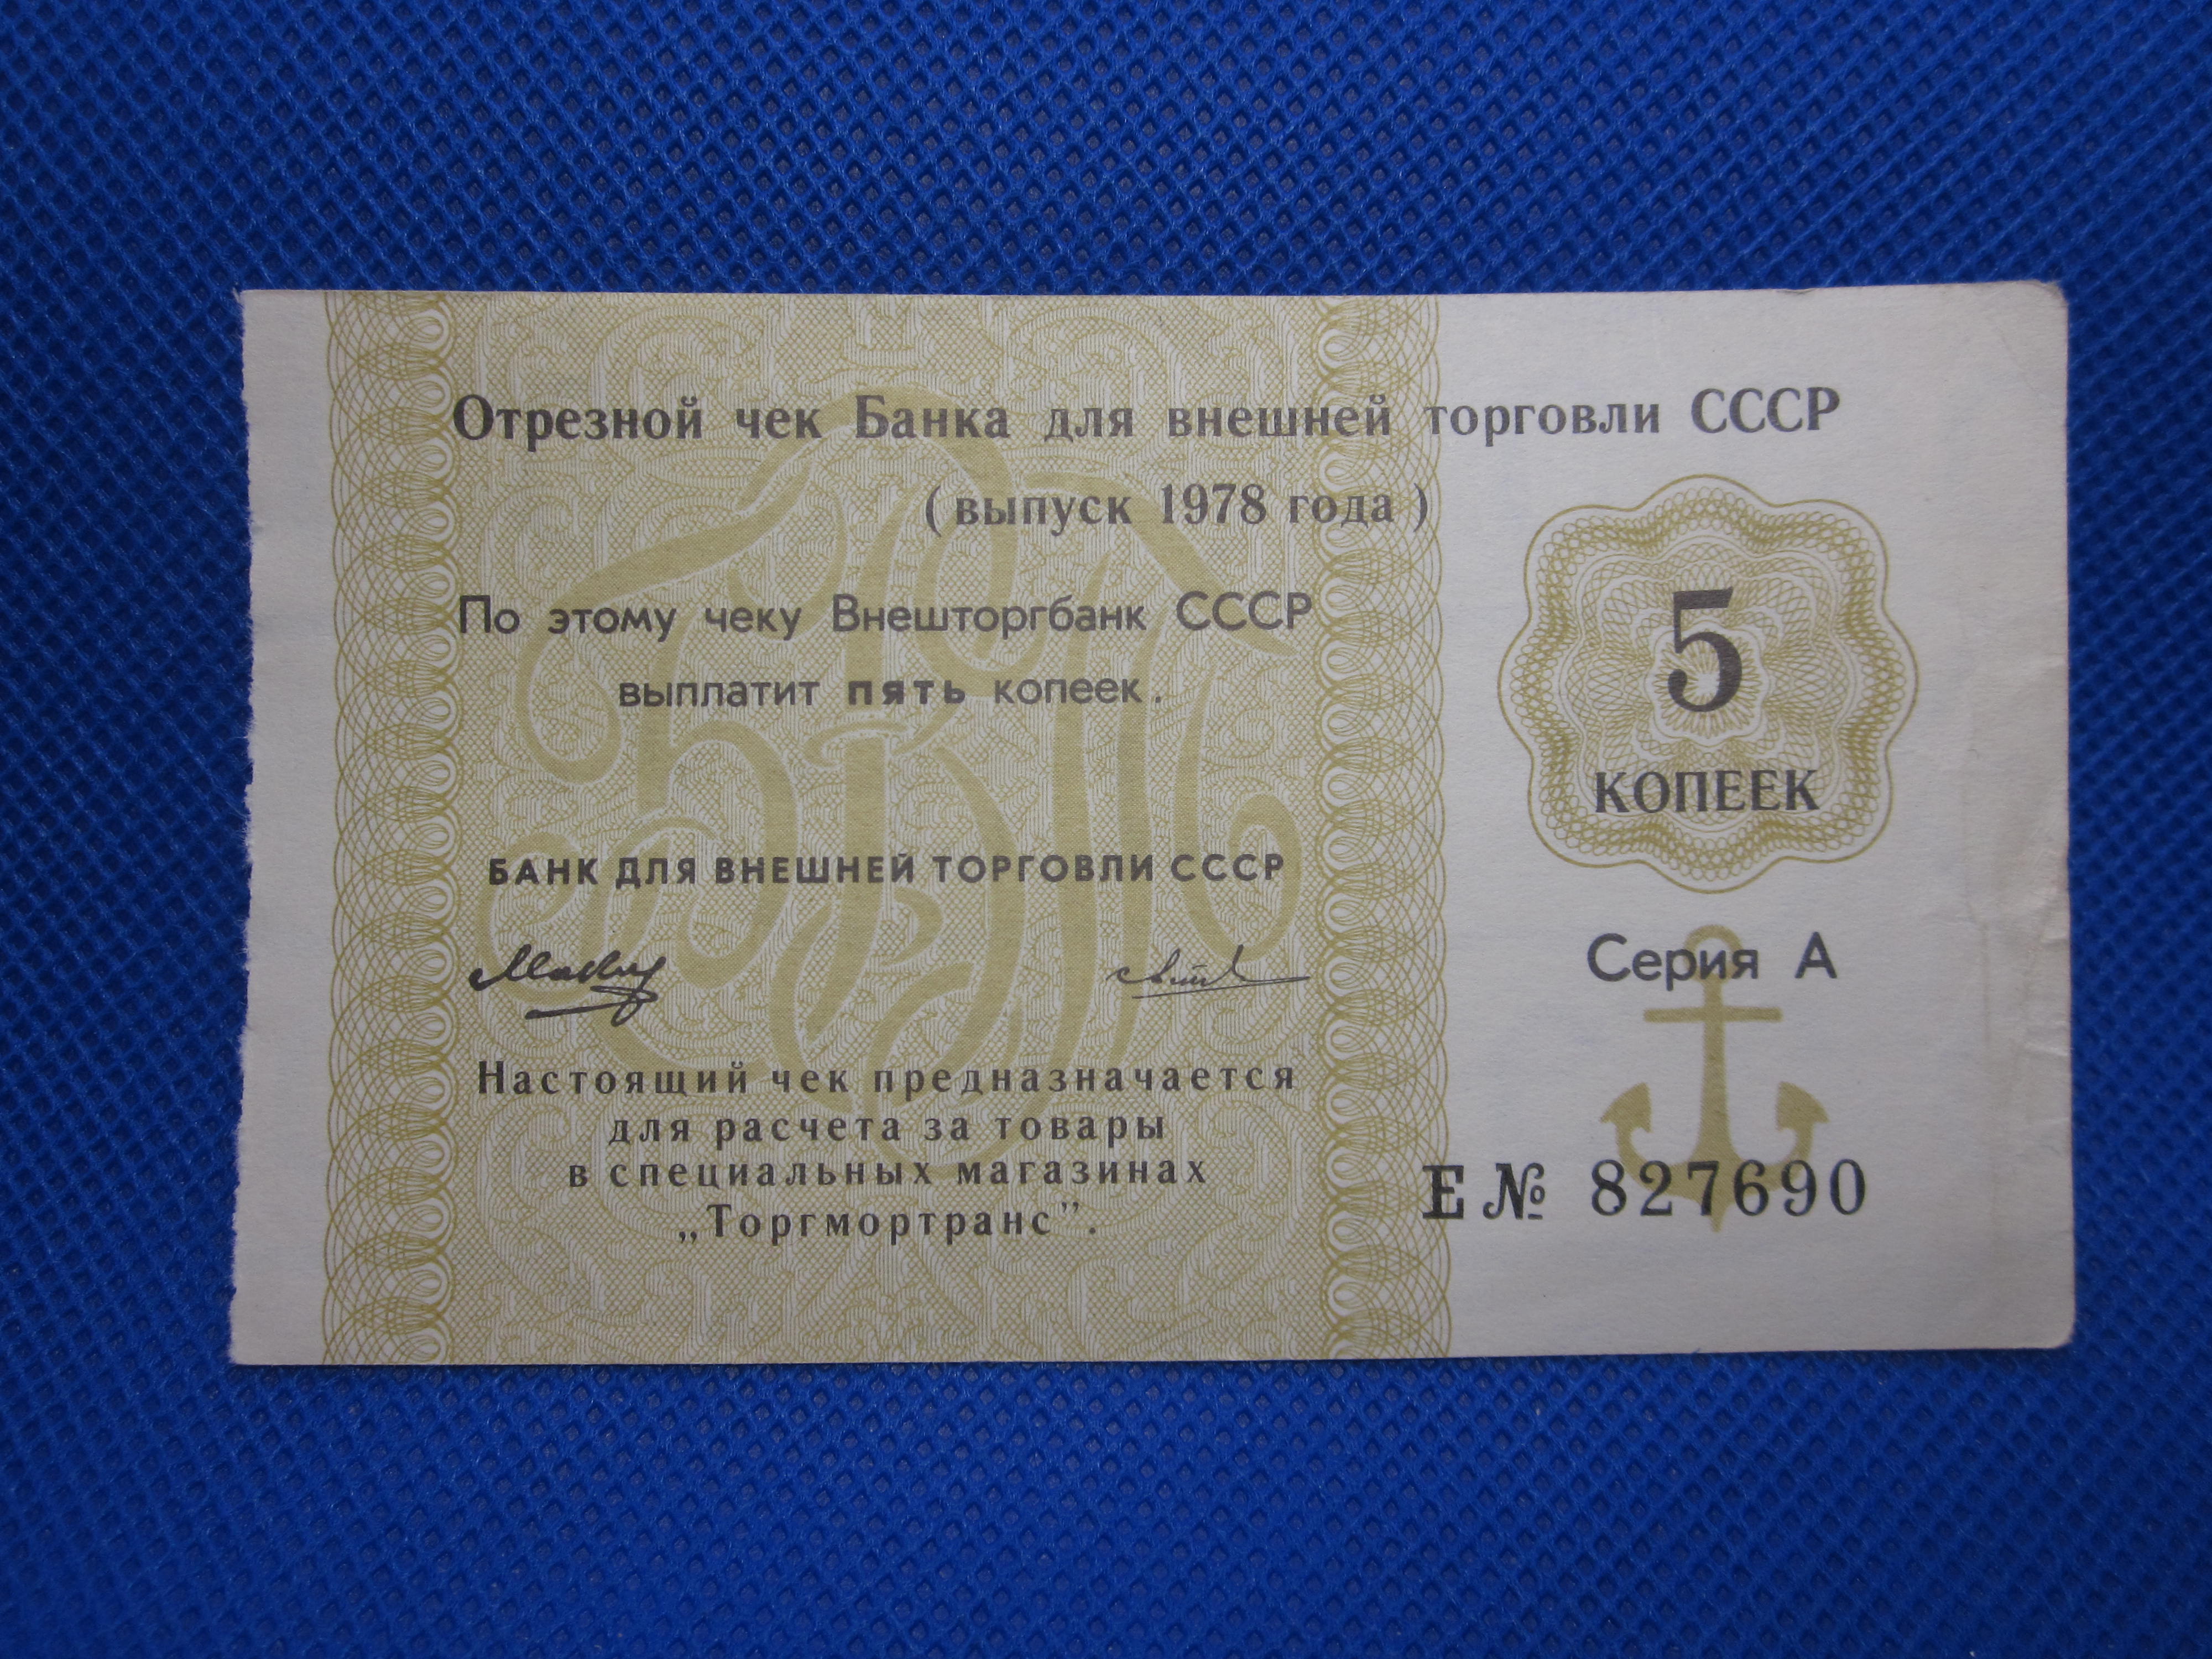 Отрезной чек Банка для внешней торговли СССР
( выпуск 1978 года )
По этому чеку Внешторгбанк СССР
выплатит пять копеек.
БАНК ДЛЯ ВНЕШНЕЙ ТОРГОВЛИ СССР
Настоящий чек предназначается
для расчета за товары
в специальных магазинах
„Торгмортранс".
5
КОПЕЕК
Серия А
Е № 827690